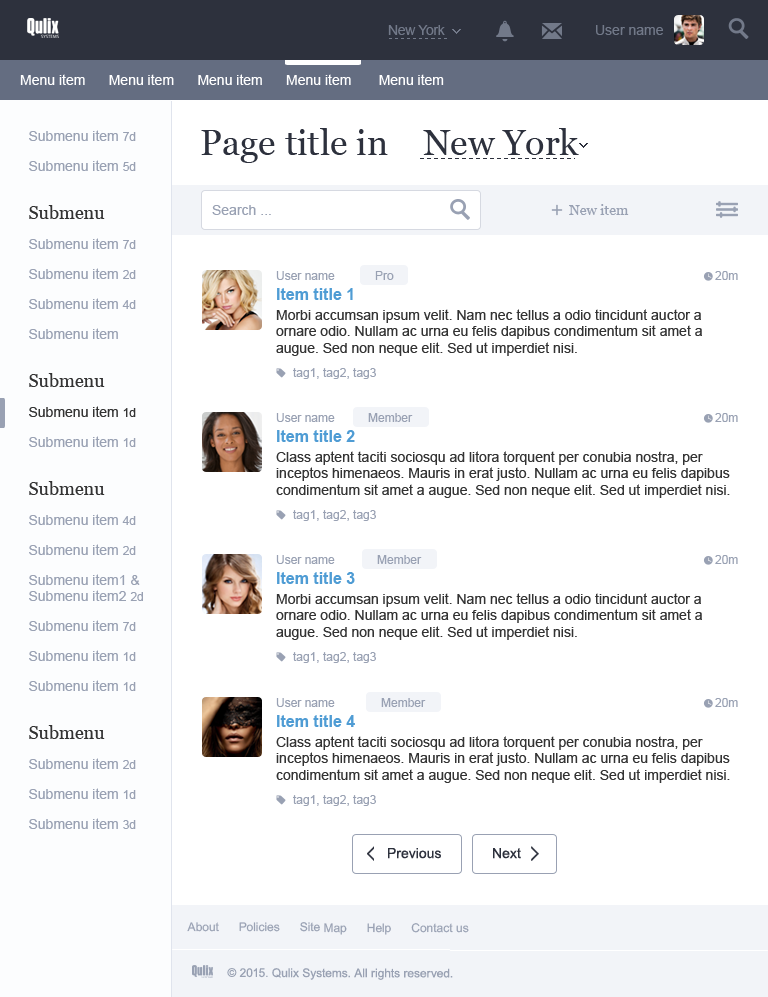 Qulix
SYSTEMS
New York
User name
Menu item
Menu item
Menu item
Menu item
Menu item
Submenu item 7d
Submenu item 5d
Submenu
Submenu item 7d
Submenu item 2d
Submenu item 4d
Submenu item
Submenu
Submenu item 1d
Submenu item 1d
Submenu
Submenu item 4d
Submenu item 2d
Submenu item1 &
Submenu item2 2d
Submenu item 7d
Submenu item 1d
Submenu item 1d
Submenu
Submenu item 2d
Submenu item 1d
Submenu item 3d
Page title in New York
Search ...
+ New item
User name Pro 20m
Item title 1
Morbi accumsan ipsum velit. Nam nec tellus a odio tincidunt auctor a
ornare odio. Nullam ac urna eu felis dapibus condimentum sit amet a
augue. Sed non neque elit. Sed ut imperdiet nisi.
tag1, tag2, tag3
User name Member 20m
Item title 2
Class aptent taciti sociosqu ad litora torquent per conubia nostra, per
inceptos himenaeos. Mauris in erat justo. Nullam ac urna eu felis dapibus
condimentum sit amet a augue. Sed non neque elit. Sed ut imperdiet nisi.
tag1, tag2, tag3
User name Member 20m
Item title 3
Morbi accumsan ipsum velit. Nam nec tellus a odio tincidunt auctor a
ornare odio. Nullam ac urna eu felis dapibus condimentum sit amet a
augue. Sed non neque elit. Sed ut imperdiet nisi.
tag1, tag2, tag3
User name Member 20m
Item title 4
Class aptent taciti sociosqu ad litora torquent per conubia nostra, per
inceptos himenaeos. Mauris in erat justo. Nullam ac urna eu felis dapibus
condimentum sit amet a augue. Sed non neque elit. Sed ut imperdiet nisi.
tag1, tag2, tag3
Previous
Next
About Policies Site Map Help Contact us
Qulix © 2015. Qulix Systems. All rights reserved.